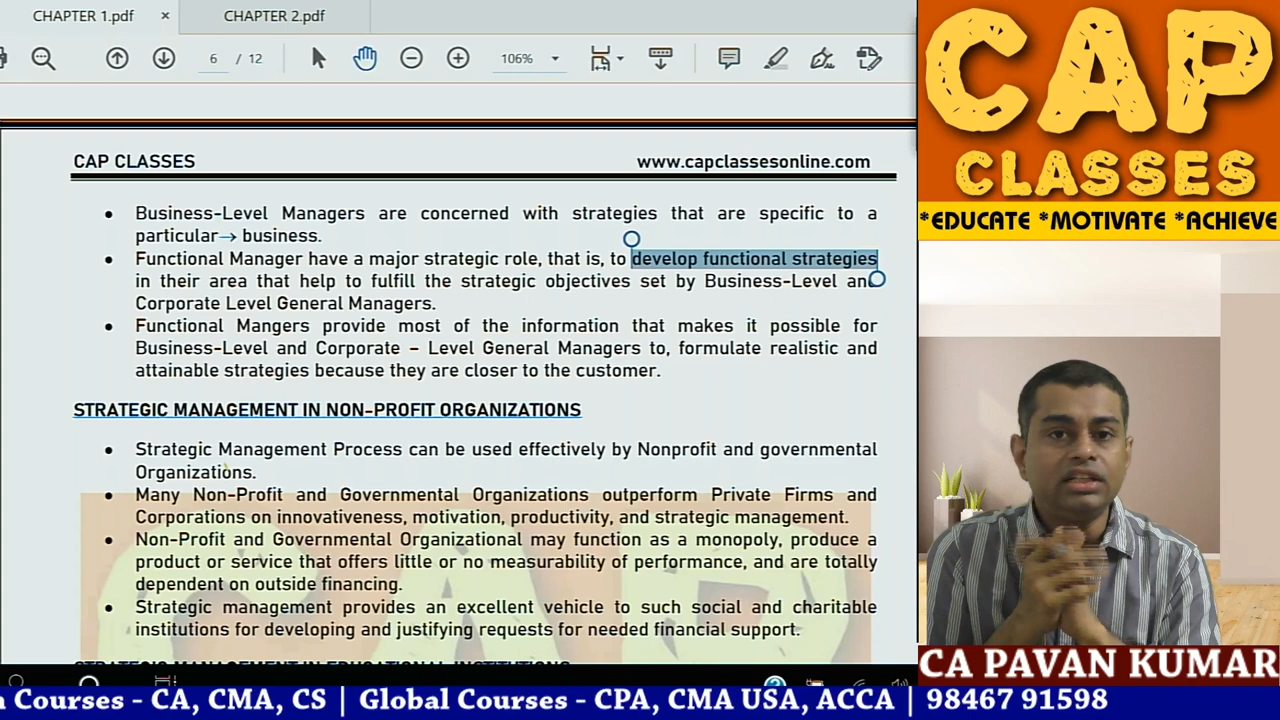 CHAPTER 1.pdf
CHAPTER 2.pdf
6 / 12
106%
CAP CLASSES www.capclassesonline.com
• Business-Level Managers are concerned with strategies that are specific to a
particular→ business.
• Functional Manager have a major strategic role, that is, to develop functional strategies
in their area that help to fulfill the strategic objectives set by Business-Level and
Corporate Level General Managers.
• Functional Mangers provide most of the information that makes it possible for
Business-Level and Corporate – Level General Managers to, formulate realistic and
attainable strategies because they are closer to the customer.
STRATEGIC MANAGEMENT IN NON-PROFIT ORGANIZATIONS
• Strategic Management Process can be used effectively by Nonprofit and governmental
Organizations.
• Many Non-Profit and Governmental Organizations outperform Private Firms and
Corporations on innovativeness, motivation, productivity, and strategic management.
• Non-Profit and Governmental Organizational may function as a monopoly, produce a
product or service that offers little or no measurability of performance, and are totally
dependent on outside financing.
• Strategic management provides an excellent vehicle to such social and charitable
institutions for developing and justifying requests for needed financial support.
STRATEGIC MANAGEMENT IN EDUCATIONAL INSTITUTIONS
CAP
CLASSES
*EDUCATE *MOTIVATE *ACHIEVE
CA PAVAN KUMAR
Courses - CA, CMA, CS | Global Courses - CPA, CMA USA, ACCA | 98467 91598